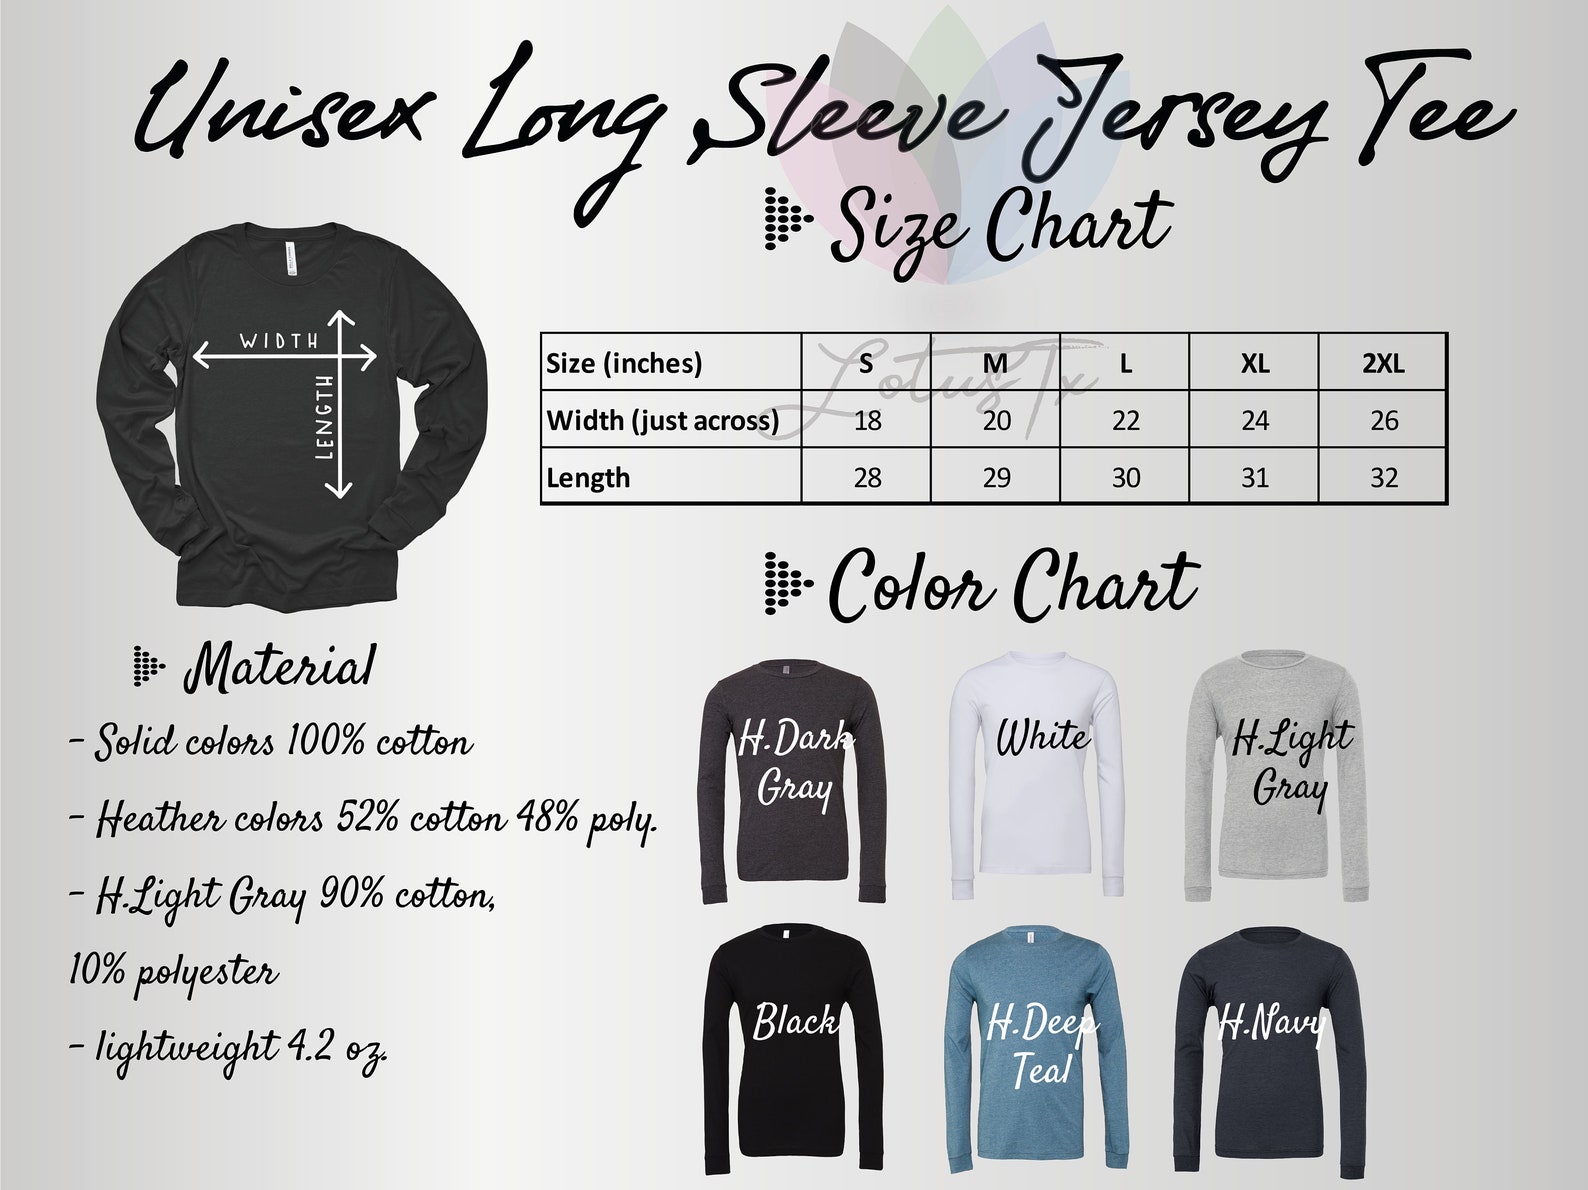 Unisex Long Sleeve Jersey Tee
Size Chart
WIDTH
LENGTH
Size (inches) S M L XL 2XL
Width (just across) 18 20 22 24 26
Length 28 29 30 31 32
LotusTx
Color Chart
Material
- Solid colors 100% cotton
- Heather colors 52% cotton 48% poly.
- H.Light Gray 90% cotton,
10% polyester
- lightweight 4.2 oz.
H.Dark
Gray
White
H.Light
Gray
Black
H.Deep
Teal
H.Navy